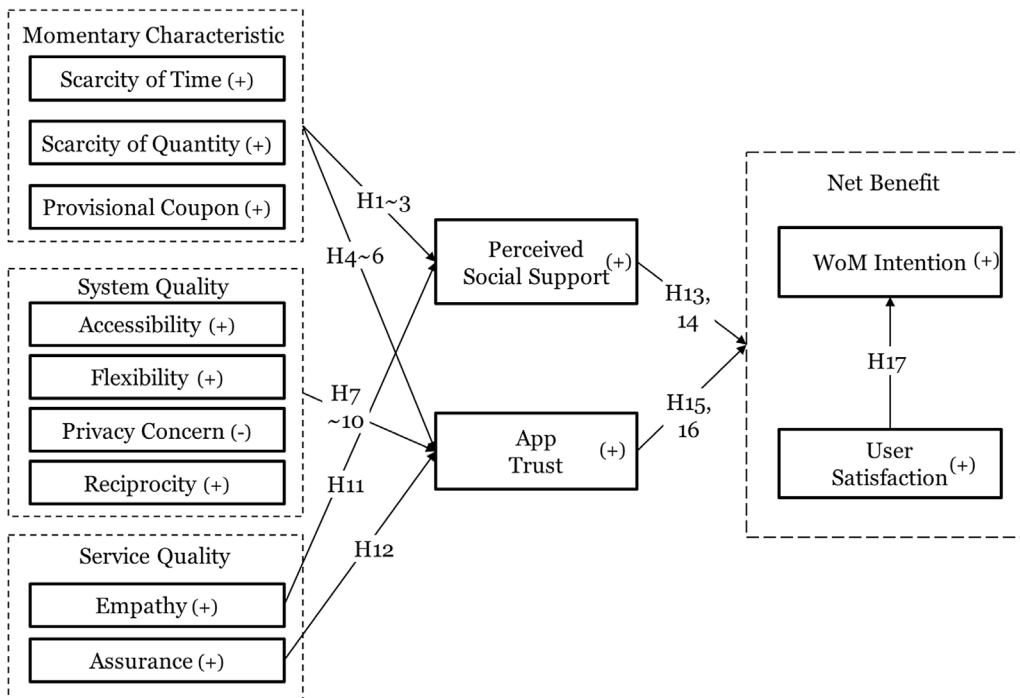 Momentary Characteristic
Scarcity of Time (+)
Scarcity of Quantity (+)
Provisional Coupon (+)
System Quality
Accessibility (+)
Flexibility (+)
Privacy Concern (-)
Reciprocity (+)
Service Quality
Empathy (+)
Assurance (+)
H1~3
H4~6
H7
~10
H11
H12
Perceived
Social Support (+)
App
Trust (+)
H13,
14
H15,
16
Net Benefit
WoM Intention (+)
H17
User
Satisfaction (+)